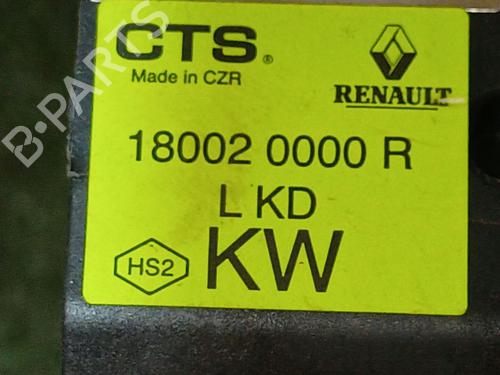 CTS®
Made in CZR
RENAULT
18002 0000 R
L KD
HS2
KW
B-PARTS